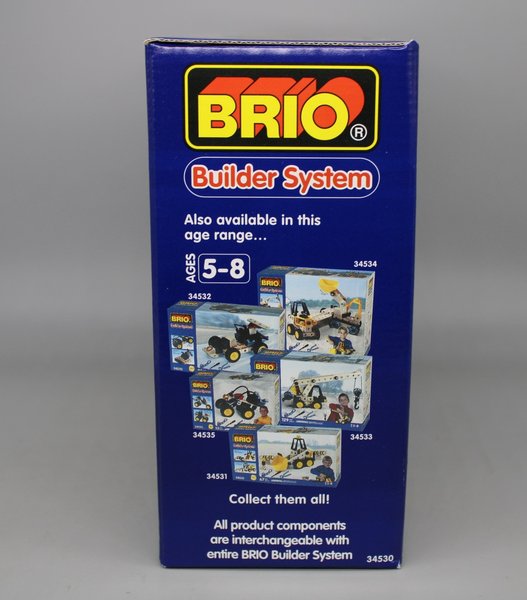 BRIO®
Builder System
Also available in this
age range...
AGES 5-8
34534
34532
BRIO
BRIO
BRIO
BRIO
34535
34533
BRIO
34531
Collect them all!
All product components
are interchangeable with
entire BRIO Builder System
34530